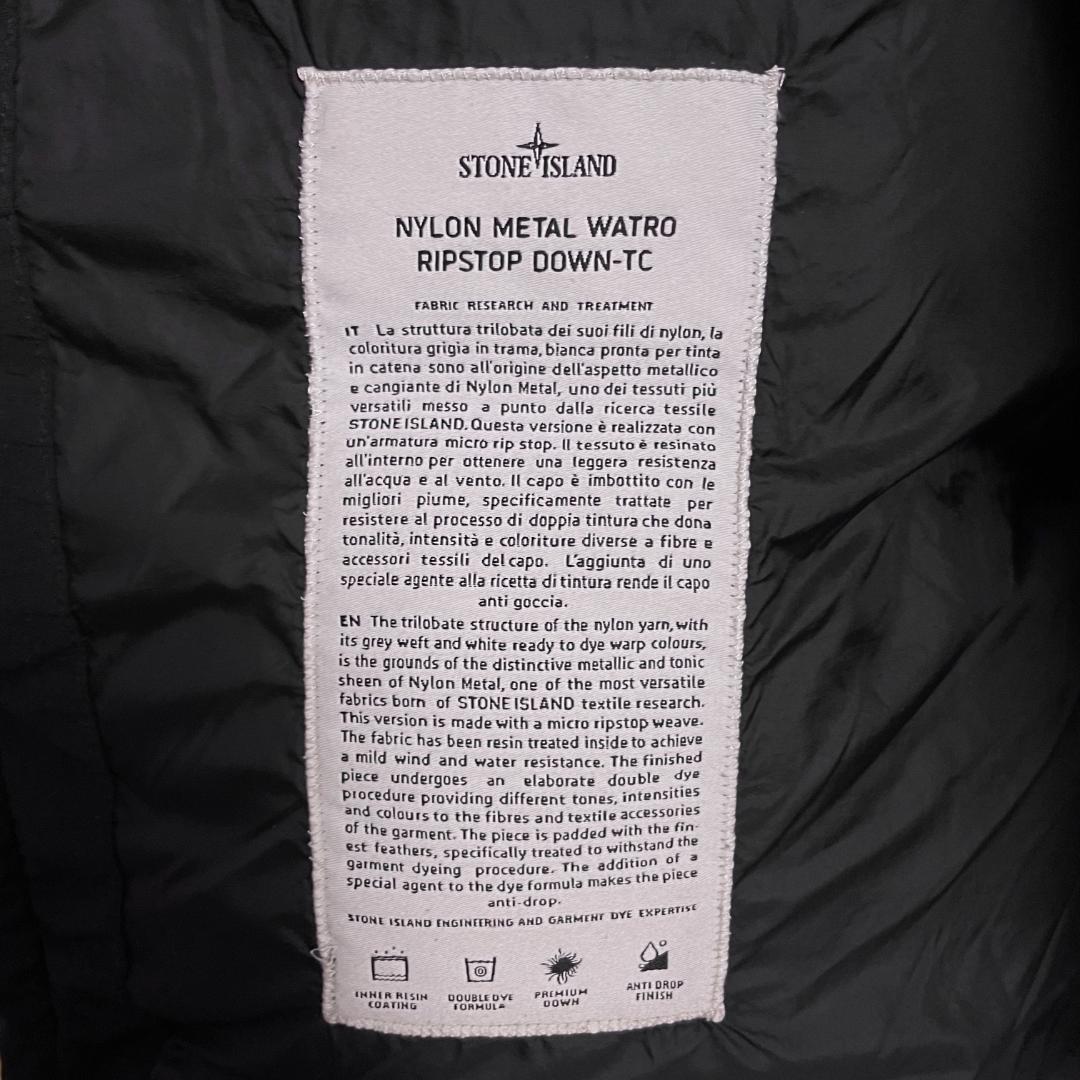 STONE ISLAND
NYLON METAL WATRO
RIPSTOP DOWN-TC
FABRIC RESEARCH AND TREATMENT
IT La struttura trilobata dei suoi fili di nylon, la
coloritura grigia in trama, bianca pronta per tinta
in catena sono all'origine dell'aspetto metallico
e cangiante di Nylon Metal, uno dei tessuti più
versatili messo a punto dalla ricerca tessile
STONE ISLAND. Questa versione è realizzata con
un'armatura micro rip stop. Il tessuto è resinato
all'interno per ottenere una leggera resistenza
all'acqua e al vento. Il capo è imbottito con le
migliori piume, specificamente trattate per
resistere al processo di doppia tintura che dona
tonalità, intensità e coloriture diverse a fibre e
accessori tessili del capo. L'aggiunta di uno
speciale agente alla ricetta di tintura rende il capo
anti goccia.
EN The trilobate structure of the nylon yarn, with
its grey weft and white ready to dye warp colours,
is the grounds of the distinctive metallic and tonic
sheen of Nylon Metal, one of the most versatile
fabrics born of STONE ISLAND textile research.
This version is made with a micro ripstop weave.
The fabric has been resin treated inside to achieve
a mild wind and water resistance. The finished
piece undergoes an elaborate double dye
procedure providing different tones, intensities
and colours to the fibres and textile accessories
of the garment. The piece is padded with the fin-
est feathers, specifically treated to withstand the
garment dyeing procedure. The addition of a
special agent to the dye formula makes the piece
anti-drop.
STONE ISLAND ENGINEERING AND GARMENT DYE EXPERTISE
INNER RESIN
COATING
DOUBLE DYE
FORMULA
PREMIUM
DOWN
ANTI DROP
FINISH